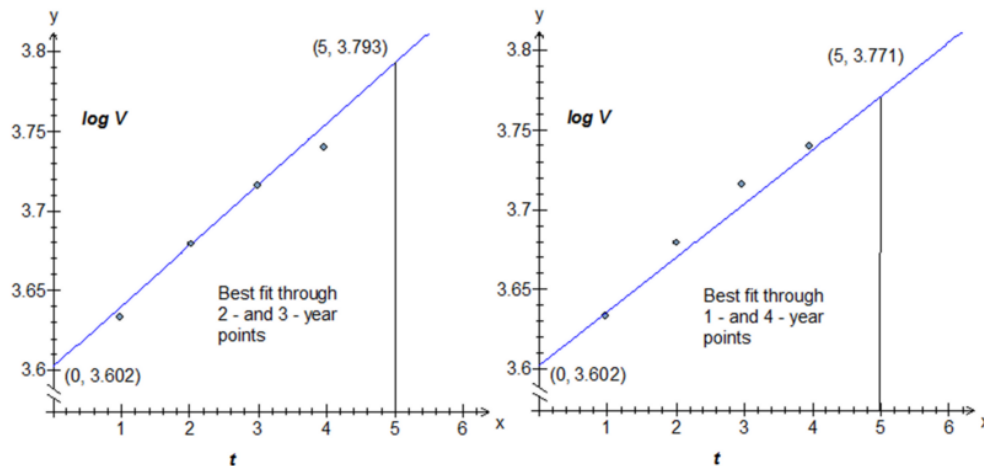 y
3.8
(5, 3.793)
log V
3.75
3.7
3.65
Best fit through
2 - and 3 - year
points
3.6
(0, 3.602)
1 2 3 4 5 6 x
t
y
3.8
(5, 3.771)
log V
3.75
3.7
3.65
Best fit through
1 - and 4 - year
points
3.6
(0, 3.602)
1 2 3 4 5 6 x
t